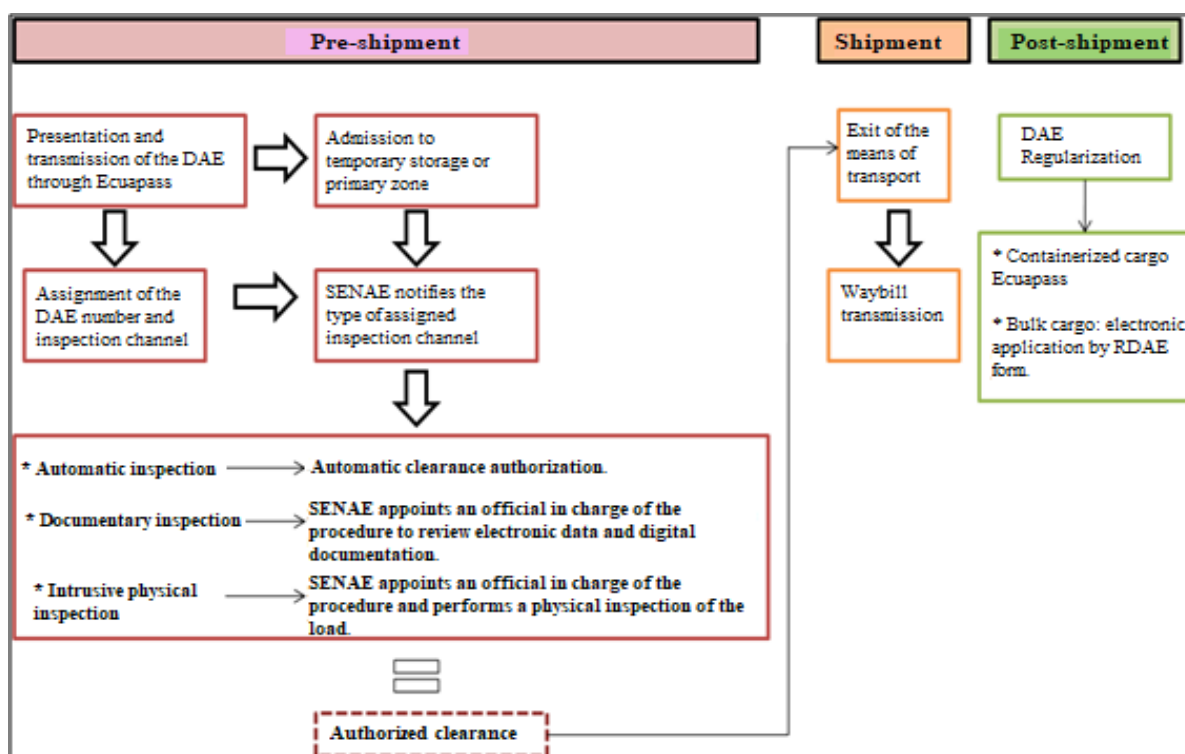 Pre-shipment
Shipment
Post-shipment
Presentation and
transmission of the DAE
through Ecuapass
Admission to
temporary storage or
primary zone
Exit of the
means of
transport
DAE
Regularization
Assignment of the
DAE number and
inspection channel
SENAE notifies the
type of assigned
inspection channel
Waybill
transmission
* Containerized cargo
Ecuapass
* Bulk cargo: electronic
application by RDAE
form.
* Automatic inspection
Automatic clearance authorization.
* Documentary inspection
SENAE appoints an official in charge of the
procedure to review electronic data and digital
documentation.
* Intrusive physical
inspection
SENAE appoints an official in charge of the
procedure and performs a physical inspection of the
load.
Authorized clearance